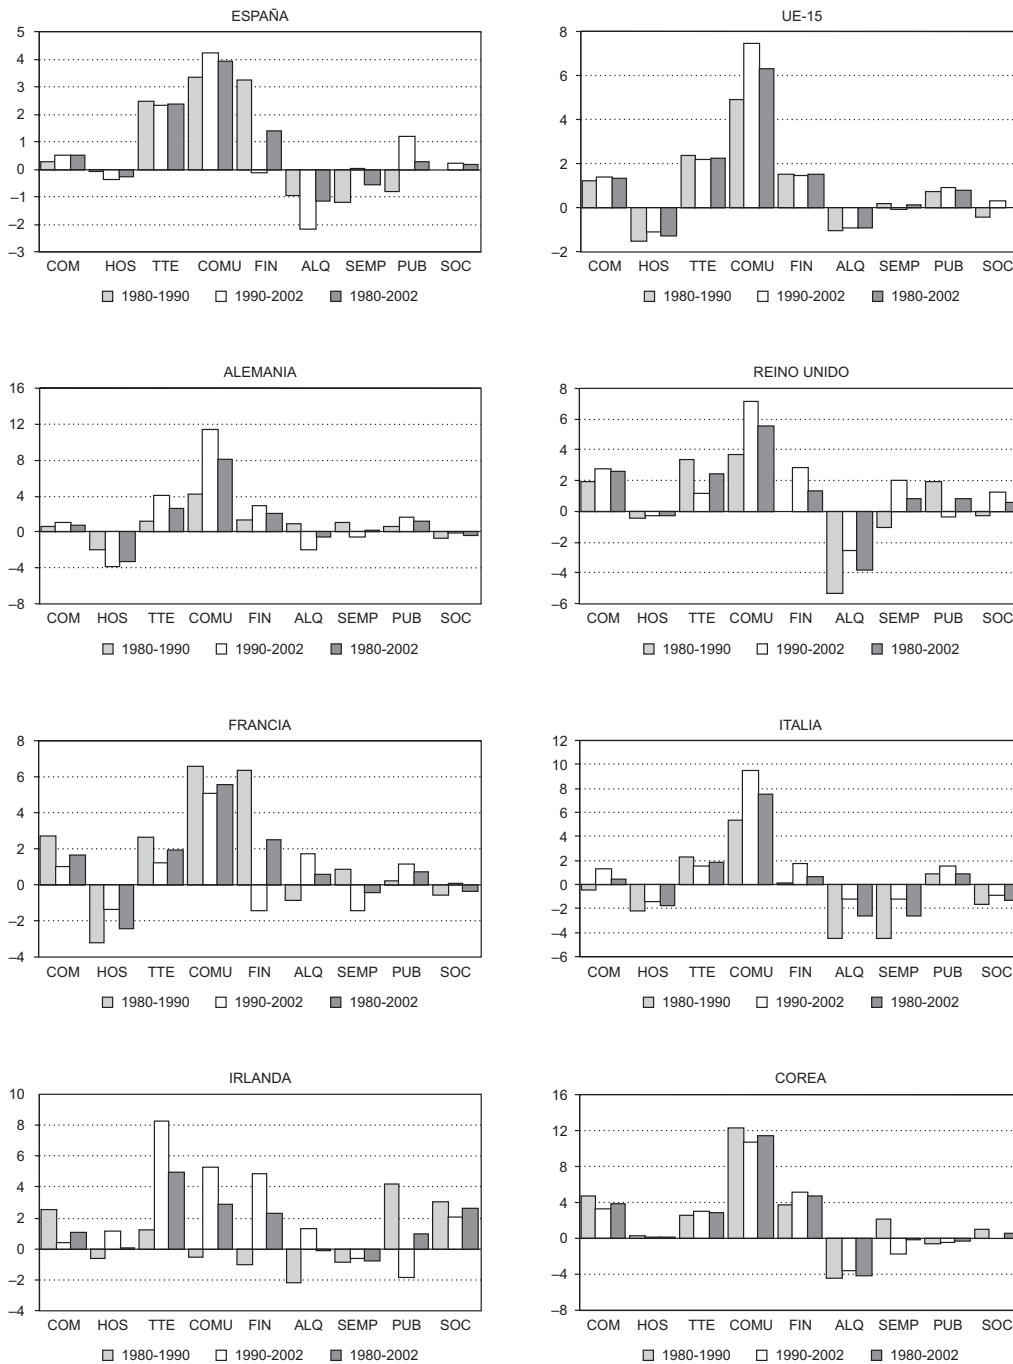 ESPAÑA
5
4
3
2
1
0
–1
–2
–3
COM HOS TTE COMU FIN ALQ SEMP PUB SOC
1980-1990 1990-2002 1980-2002
UE-15
8
6
4
2
0
–2
COM HOS TTE COMU FIN ALQ SEMP PUB SOC
1980-1990 1990-2002 1980-2002
ALEMANIA
16
12
8
4
0
–4
–8
COM HOS TTE COMU FIN ALQ SEMP PUB SOC
1980-1990 1990-2002 1980-2002
REINO UNIDO
8
6
4
2
0
–2
–4
–6
COM HOS TTE COMU FIN ALQ SEMP PUB SOC
1980-1990 1990-2002 1980-2002
FRANCIA
8
6
4
2
0
–2
–4
COM HOS TTE COMU FIN ALQ SEMP PUB SOC
1980-1990 1990-2002 1980-2002
ITALIA
12
10
8
6
4
2
0
–2
–4
–6
COM HOS TTE COMU FIN ALQ SEMP PUB SOC
1980-1990 1990-2002 1980-2002
IRLANDA
10
8
6
4
2
0
–2
–4
COM HOS TTE COMU FIN ALQ SEMP PUB SOC
1980-1990 1990-2002 1980-2002
COREA
16
12
8
4
0
–4
–8
COM HOS TTE COMU FIN ALQ SEMP PUB SOC
1980-1990 1990-2002 1980-2002